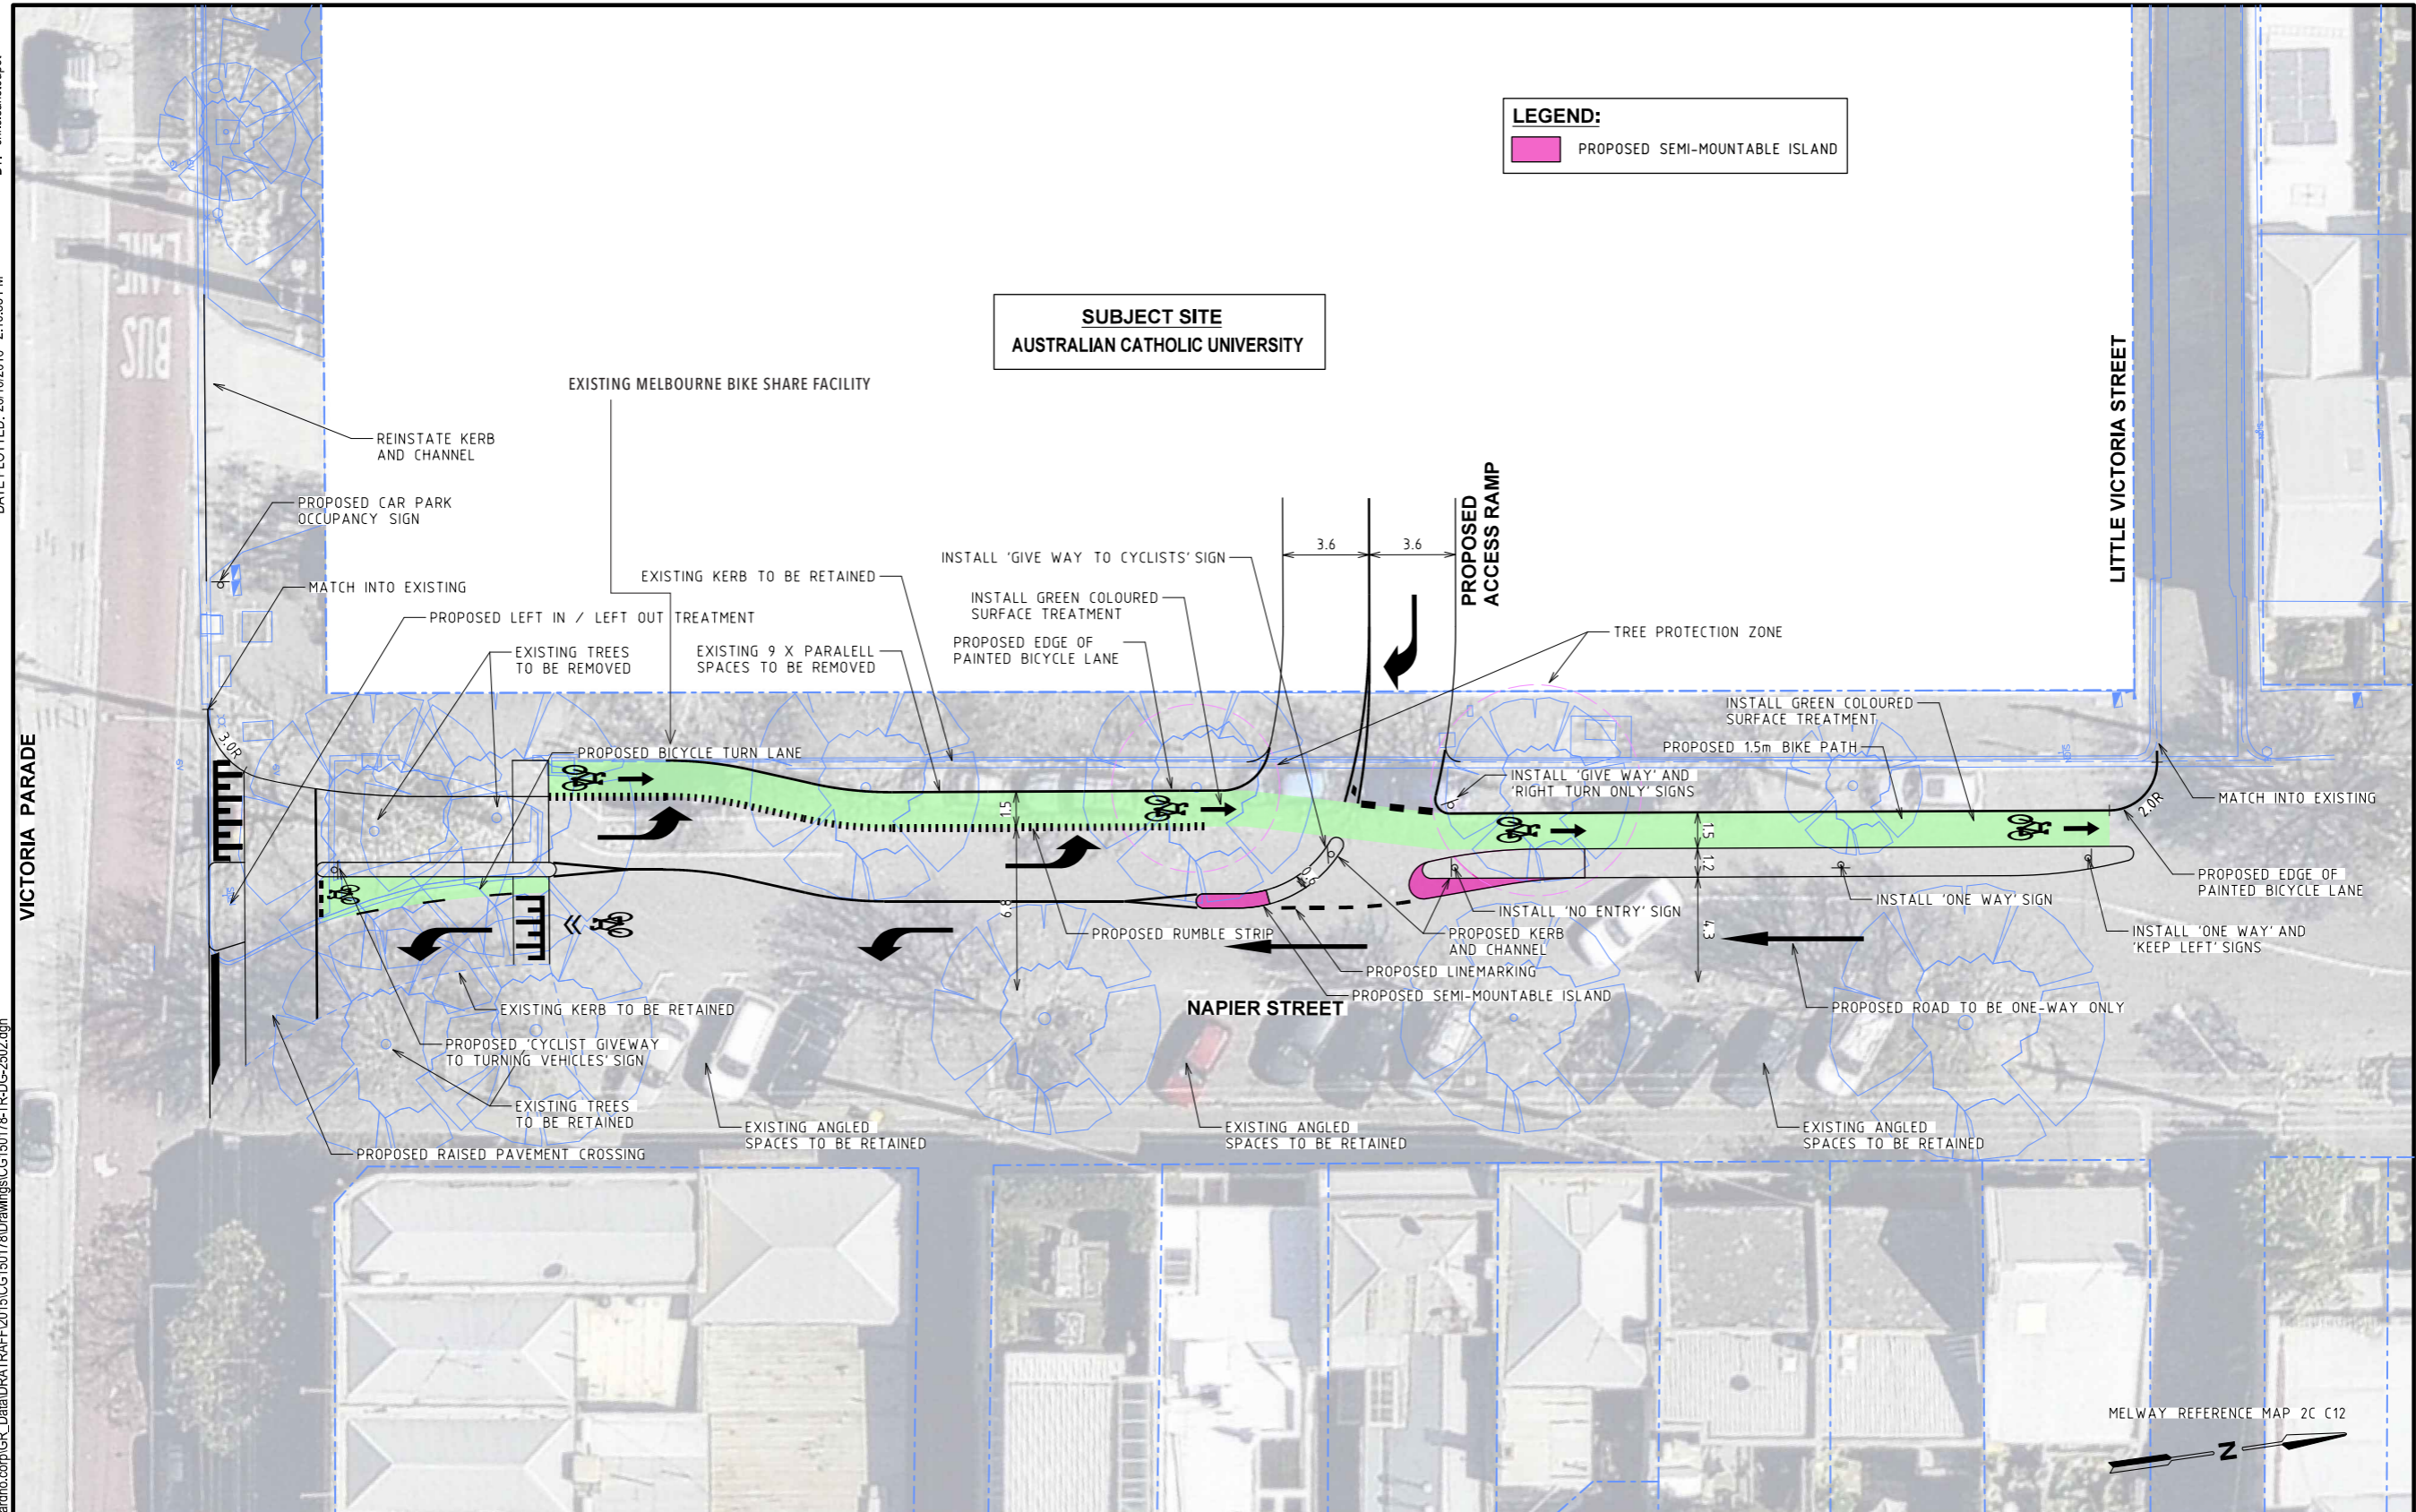 LEGEND:
PROPOSED SEMI-MOUNTABLE ISLAND
SUBJECT SITE
AUSTRALIAN CATHOLIC UNIVERSITY
EXISTING MELBOURNE BIKE SHARE FACILITY
REINSTATE KERB
AND CHANNEL
PROPOSED CAR PARK
OCCUPANCY SIGN
MATCH INTO EXISTING
PROPOSED LEFT IN / LEFT OUT TREATMENT
EXISTING TREES
TO BE REMOVED
EXISTING KERB TO BE RETAINED
EXISTING 9 X PARALELL
SPACES TO BE REMOVED
INSTALL 'GIVE WAY TO CYCLISTS' SIGN
INSTALL GREEN COLOURED
SURFACE TREATMENT
PROPOSED EDGE OF
PAINTED BICYCLE LANE
3.6
3.6
PROPOSED
ACCESS RAMP
TREE PROTECTION ZONE
LITTLE VICTORIA STREET
INSTALL GREEN COLOURED
SURFACE TREATMENT
PROPOSED 1.5m BIKE PATH
INSTALL 'GIVE WAY' AND
'RIGHT TURN ONLY' SIGNS
MATCH INTO EXISTING
2.0R
PROPOSED EDGE OF
PAINTED BICYCLE LANE
INSTALL 'ONE WAY' SIGN
INSTALL 'ONE WAY' AND
'KEEP LEFT' SIGNS
PROPOSED ROAD TO BE ONE-WAY ONLY
INSTALL 'NO ENTRY' SIGN
PROPOSED KERB
AND CHANNEL
PROPOSED LINEMARKING
PROPOSED SEMI-MOUNTABLE ISLAND
PROPOSED RUMBLE STRIP
NAPIER STREET
1.5
6.8
0.6
1.5
1.2
4.3
VICTORIA PARADE
3.0R
PROPOSED BICYCLE TURN LANE
EXISTING KERB TO BE RETAINED
PROPOSED 'CYCLIST GIVEWAY
TO TURNING VEHICLES' SIGN
EXISTING TREES
TO BE RETAINED
PROPOSED RAISED PAVEMENT CROSSING
EXISTING ANGLED
SPACES TO BE RETAINED
EXISTING ANGLED
SPACES TO BE RETAINED
EXISTING ANGLED
SPACES TO BE RETAINED
BUS
LANE
MELWAY REFERENCE MAP 2C C12
N